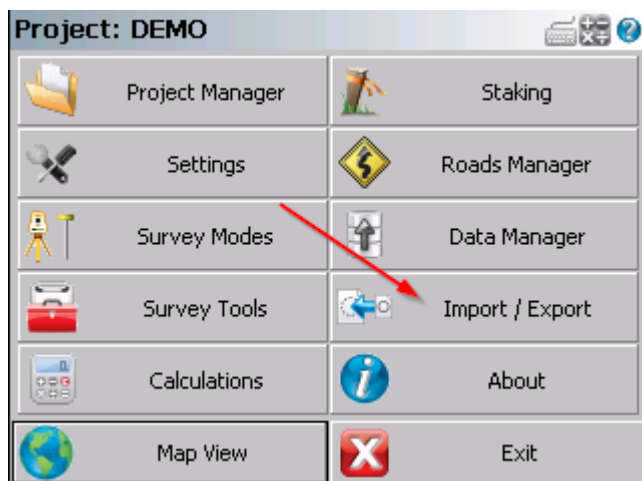 Project: DEMO
Project Manager
Staking
Settings
Roads Manager
Survey Modes
Data Manager
Survey Tools
Import / Export
Calculations
About
Map View
Exit